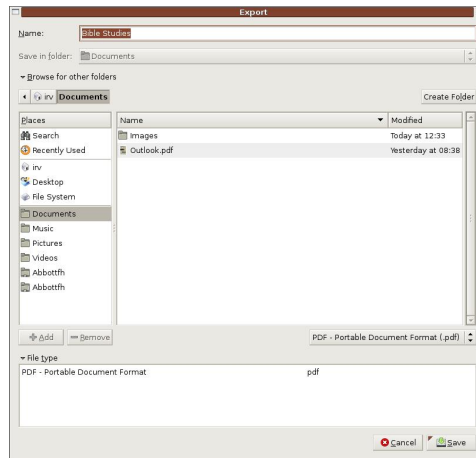 Export
Name: Bible Studies
Save in folder: Documents
Browse for other folders
irv Documents Create Folder
Places Name Modified
Search Images Today at 12:33
Recently Used Outlook.pdf Yesterday at 08:38
irv
Desktop
File System
Documents
Music
Pictures
Videos
Abbottfh
Abbottfh
Add Remove PDF - Portable Document Format (.pdf)
File type
PDF - Portable Document Format pdf
Cancel Save